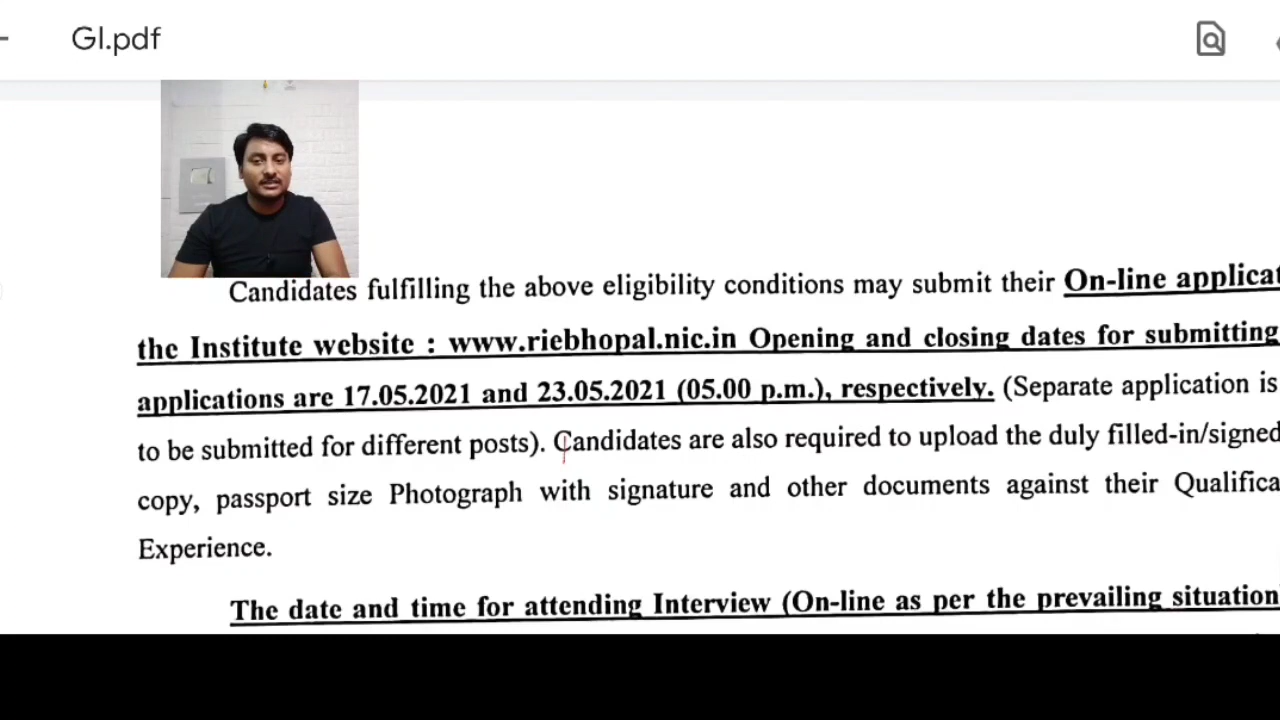 GI.pdf
Candidates fulfilling the above eligibility conditions may submit their On-line applicat
the Institute website : www.riebhopal.nic.in Opening and closing dates for submitting
applications are 17.05.2021 and 23.05.2021 (05.00 p.m.), respectively. (Separate application is
to be submitted for different posts). Candidates are also required to upload the duly filled-in/signed
copy, passport size Photograph with signature and other documents against their Qualifica
Experience.
The date and time for attending Interview (On-line as per the prevailing situation